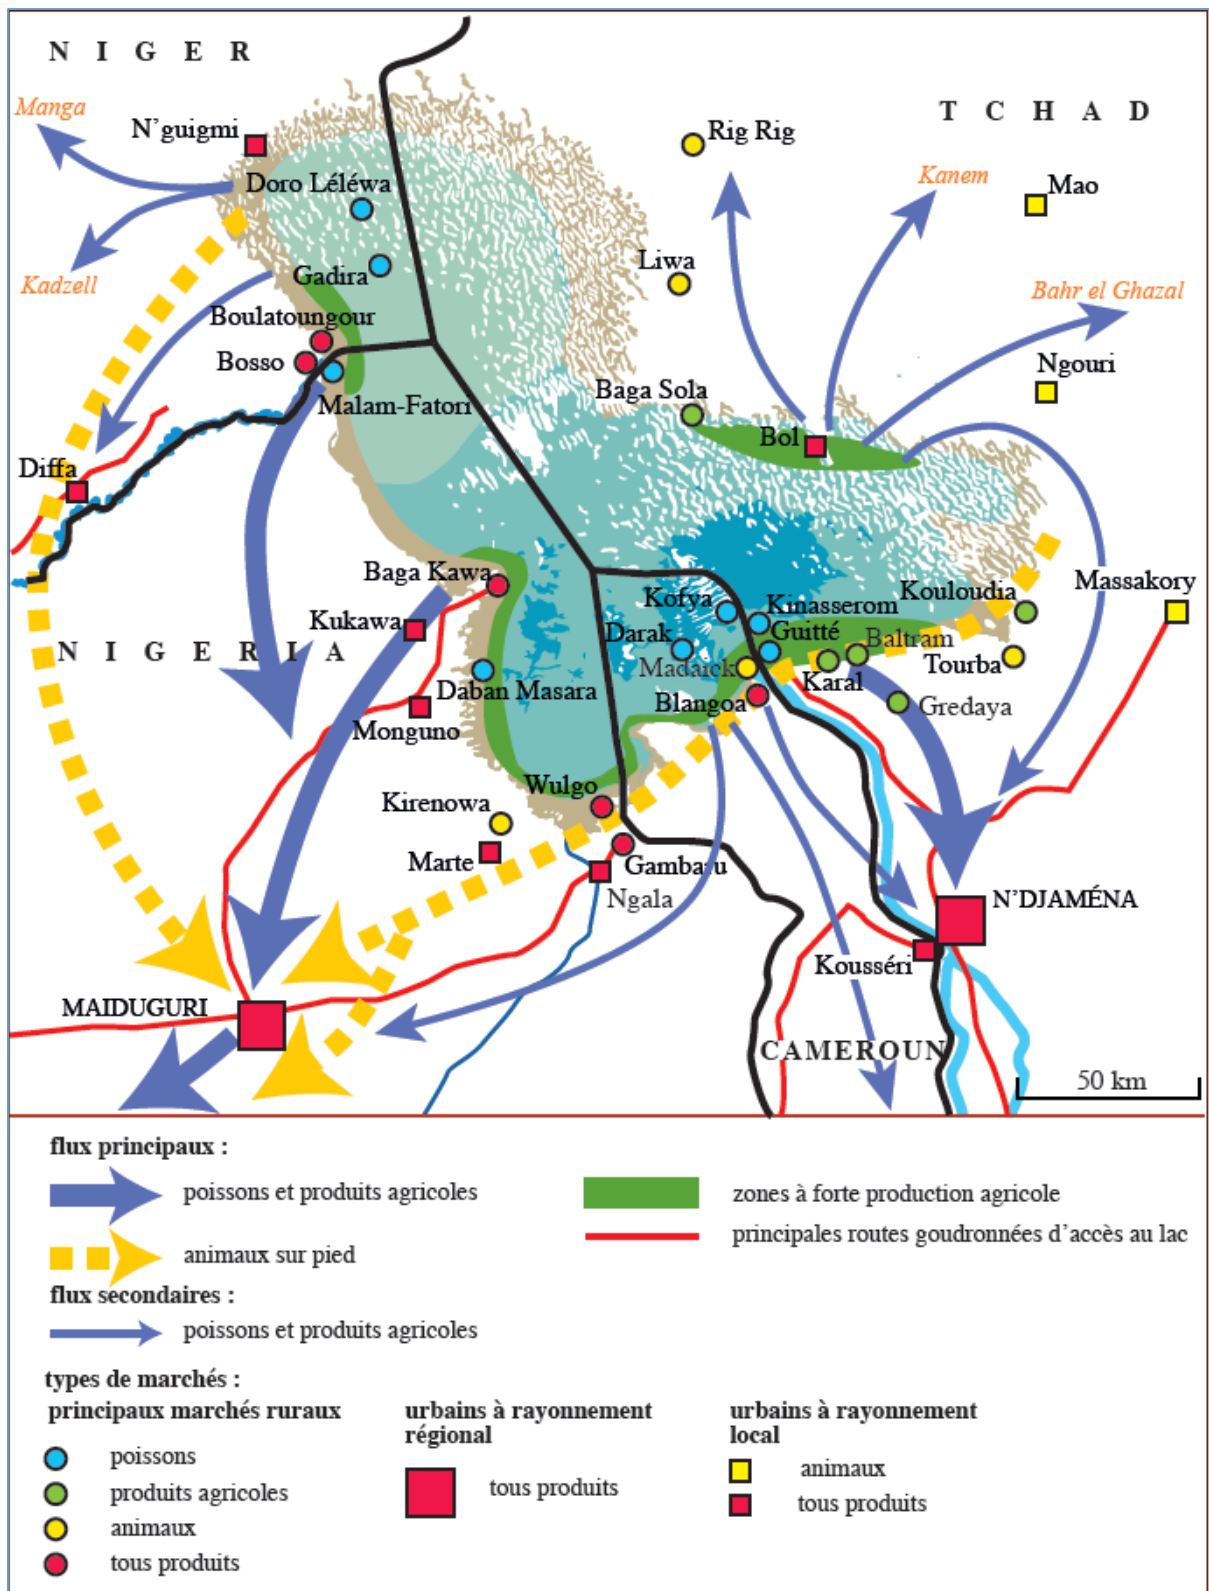 N I G E R
Manga
N'guigmi
T C H A D
Rig Rig
Kanem
Mao
Doro Léléwa
Kadzell
Gadira
Liwa
Bahr el Ghazal
Boulatoungour
Bosso
Ngouri
Malam-Fatori
Baga Sola
Bol
Diffa
Baga Kawa
Kukawa
N I G E R I A
Kofya
Kinasserom
Kouloudia
Massakory
Darak
Guitté
Baltram
Madaick
Karal
Tourba
Daban Masara
Blangoa
Gredaya
Monguno
Wulgo
Kirenowa
Marte
Gambaru
Ngala
N'DJAMÉNA
Kousséri
MAIDUGURI
CAMEROUN
50 km
flux principaux :
poissons et produits agricoles
zones à forte production agricole
principales routes goudronnées d'accès au lac
animaux sur pied
flux secondaires :
poissons et produits agricoles
types de marchés :
principaux marchés ruraux
poissons
produits agricoles
animaux
tous produits
urbains à rayonnement
régional
tous produits
urbains à rayonnement
local
animaux
tous produits